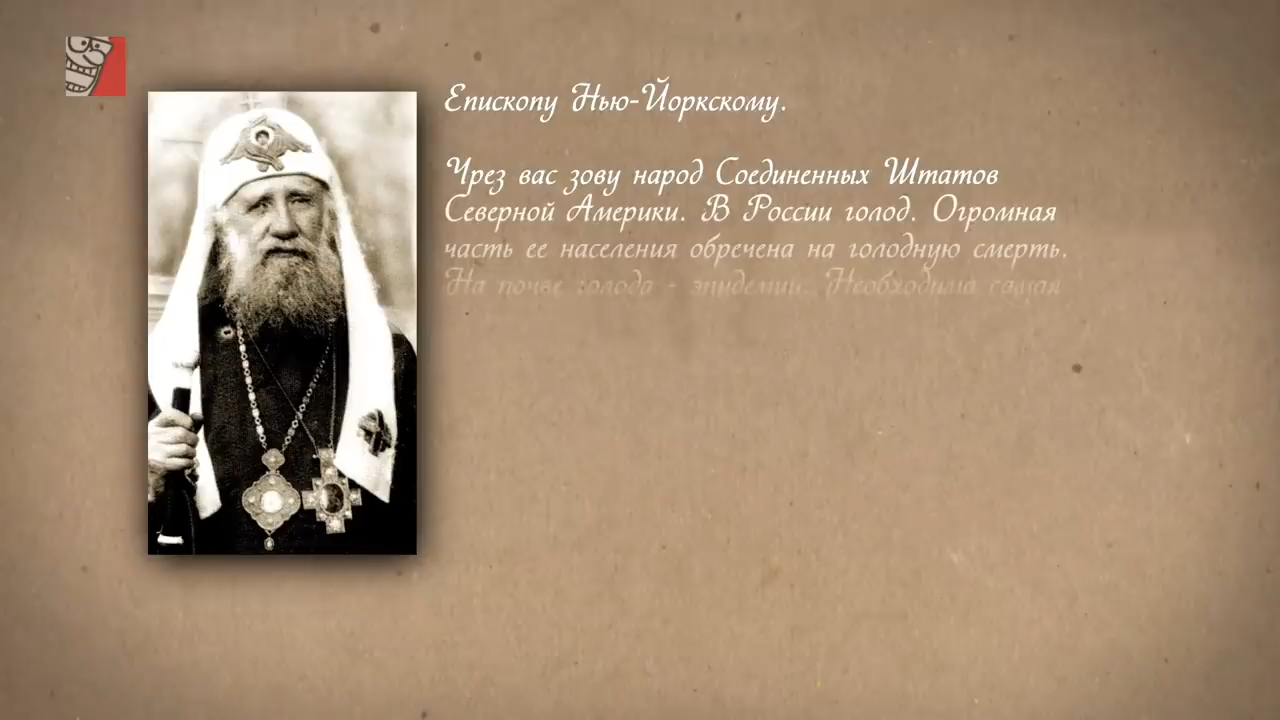 Епископу Нью-Йоркскому.
Чрез вас зову народ Соединенных Штатов
Северной Америки. В России голод. Огромная
часть ее населения обречена на голодную смерть.
На почве голода - эпидемии. Необходима самая